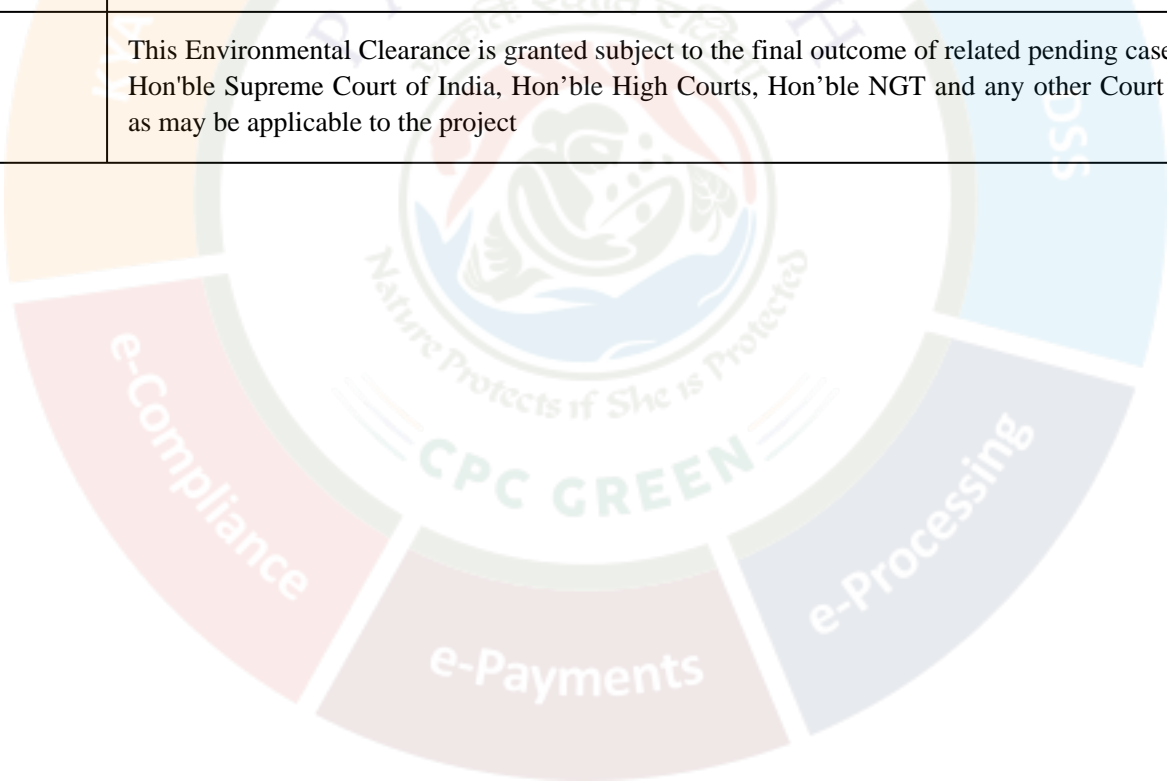 This Environmental Clearance is granted subject to the final outcome of related pending case
Hon'ble Supreme Court of India, Hon’ble High Courts, Hon’ble NGT and any other Court
as may be applicable to the project
DSS
Nature Protects if She is Protected
CPC GREEN
e-Compliance
e-Payments
e-Processing